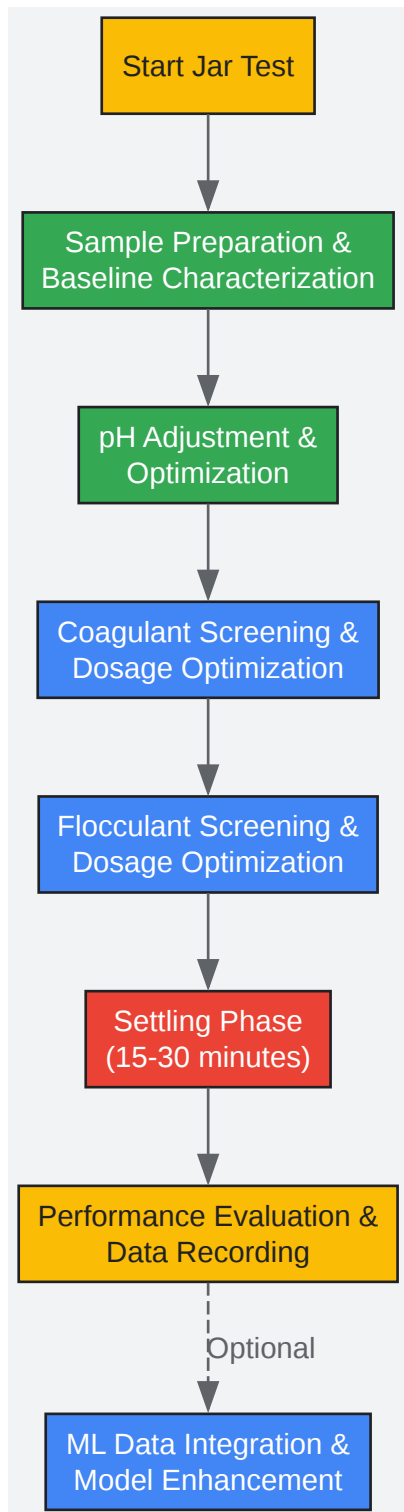 Start Jar Test
Sample Preparation &
Baseline Characterization
pH Adjustment &
Optimization
Coagulant Screening &
Dosage Optimization
Flocculant Screening &
Dosage Optimization
Settling Phase
(15-30 minutes)
Performance Evaluation &
Data Recording
Optional
ML Data Integration &
Model Enhancement